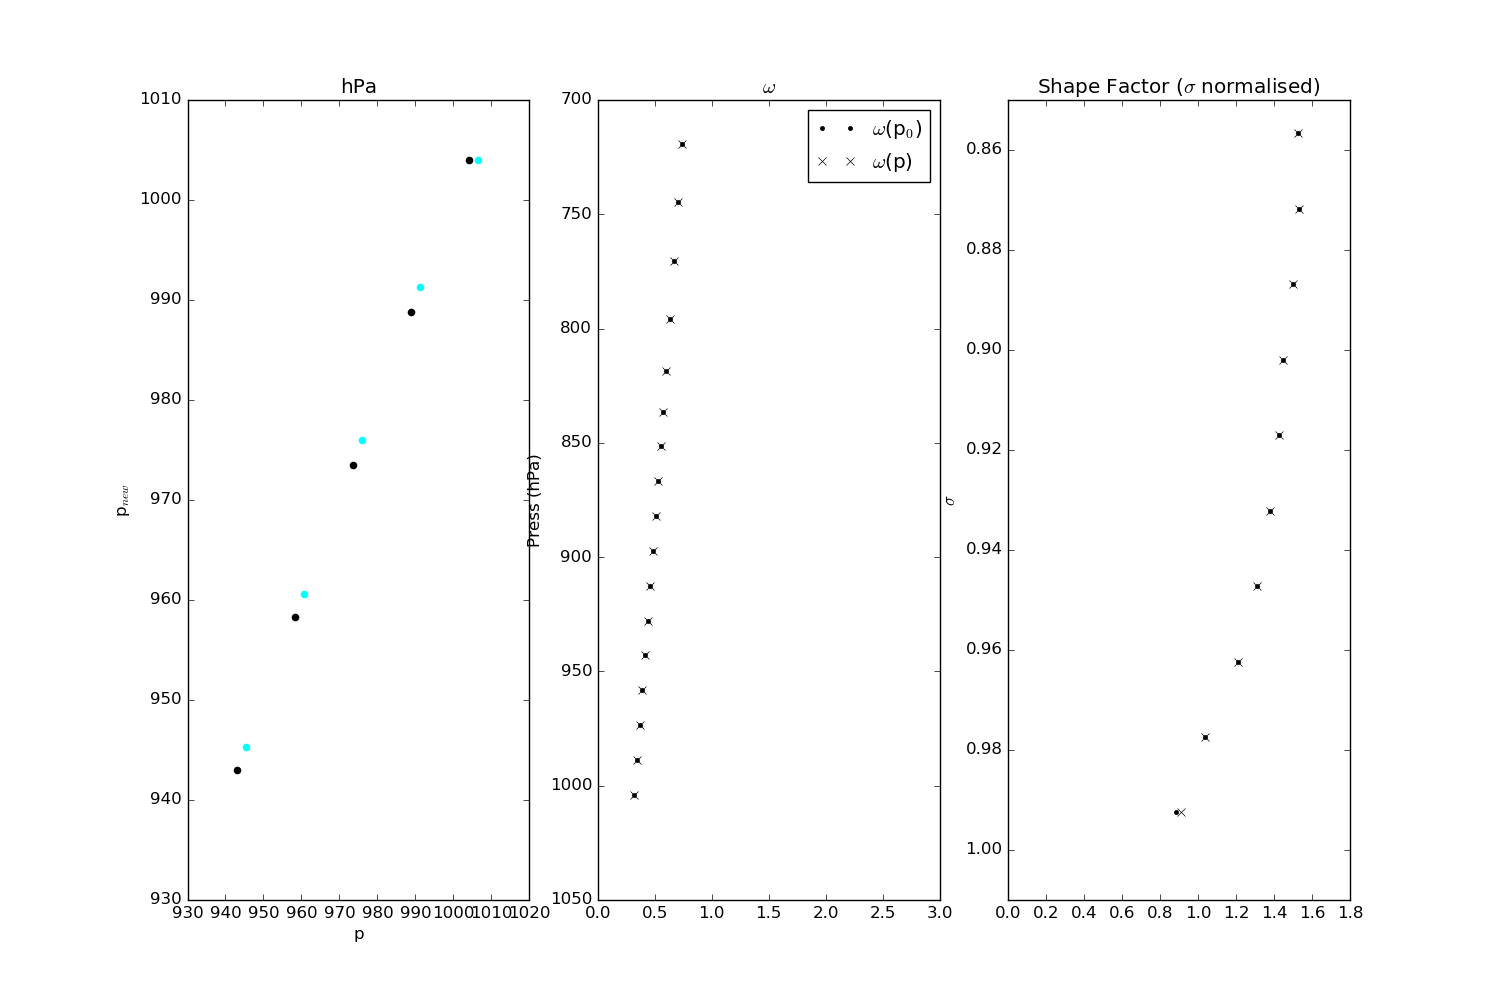 hPa
1010
1000
990
980
970
960
950
940
930
p_new
930 940 950 960 970 980 990 1000 1010 1020
p
ω
700
750
800
850
900
950
1000
1050
Press (hPa)
ω(p₀)
ω(p)
0.0 0.5 1.0 1.5 2.0 2.5 3.0
Shape Factor (σ normalised)
0.86
0.88
0.90
0.92
0.94
0.96
0.98
1.00
σ
0.0 0.2 0.4 0.6 0.8 1.0 1.2 1.4 1.6 1.8